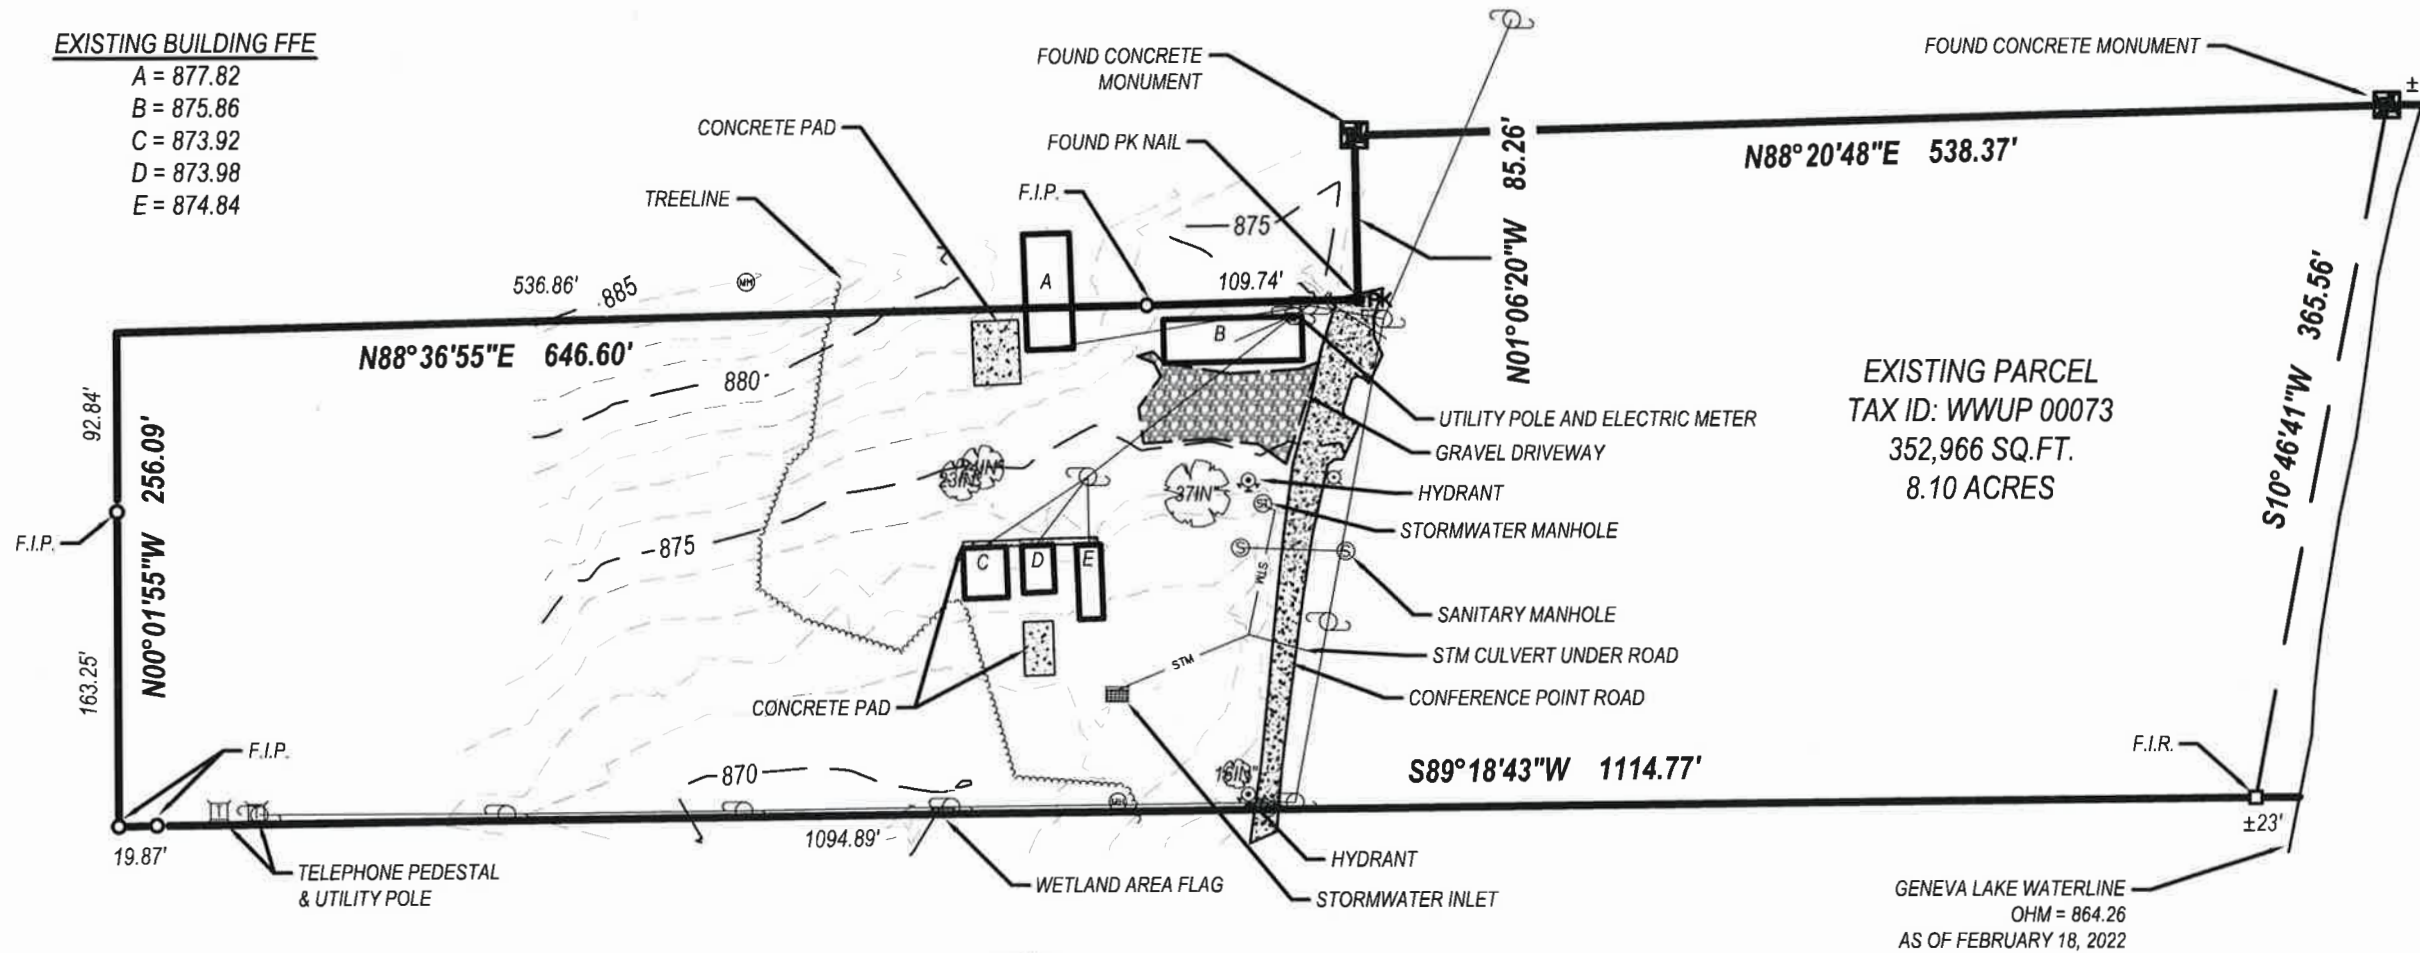 EXISTING BUILDING FFE
A = 877.82
B = 875.86
C = 873.92
D = 873.98
E = 874.84
FOUND CONCRETE
MONUMENT
FOUND CONCRETE MONUMENT
±
CONCRETE PAD
FOUND PK NAIL
85.26'
N01°06'20"W
N88°20'48"E 538.37'
TREELINE
F.I.P.
875
109.74'
536.86'
885
MH
A
PK
B
N88°36'55"E 646.60'
880
92.84'
N00°01'55"W 256.09'
163.25'
F.I.P.
EXISTING PARCEL
TAX ID: WWUP 00073
352,966 SQ.FT.
8.10 ACRES
S10°46'41"W 365.56'
UTILITY POLE AND ELECTRIC METER
GRAVEL DRIVEWAY
HYDRANT
STORMWATER MANHOLE
23IN"
37IN"
875
C
D
E
S
S
STM
SANITARY MANHOLE
STM CULVERT UNDER ROAD
STM
CONFERENCE POINT ROAD
CONCRETE PAD
F.I.P.
870
S89°18'43"W 1114.77'
F.I.R.
±23'
19.87'
1094.89'
TELEPHONE PEDESTAL
& UTILITY POLE
WETLAND AREA FLAG
HYDRANT
STORMWATER INLET
GENEVA LAKE WATERLINE
OHM = 864.26
AS OF FEBRUARY 18, 2022